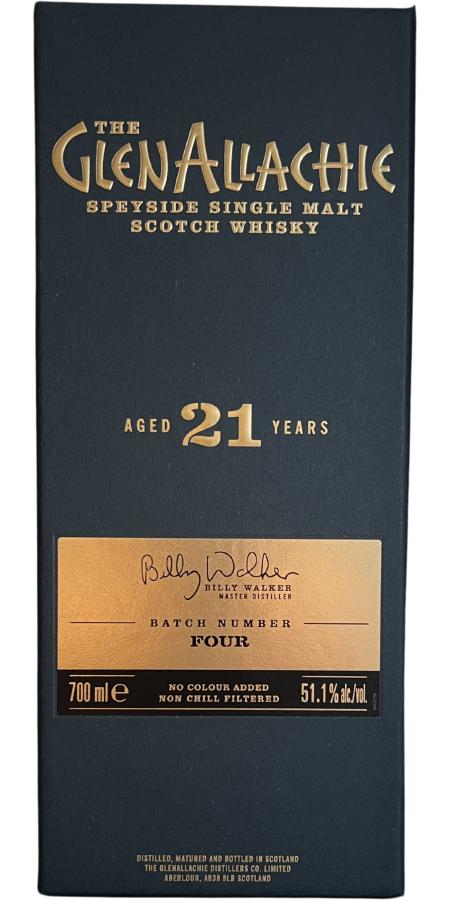 THE
GLENALLACHIE
SPEYSIDE SINGLE MALT
SCOTCH WHISKY
AGED 21 YEARS
Billy Walker
BILLY WALKER
MASTER DISTILLER
BATCH NUMBER
FOUR
700 ml e
NO COLOUR ADDED
NON CHILL FILTERED
51.1% alc./vol.
DISTILLED, MATURED AND BOTTLED IN SCOTLAND
THE GLENALLACHIE DISTILLERS CO. LIMITED
ABERLOUR, AB38 9LR SCOTLAND